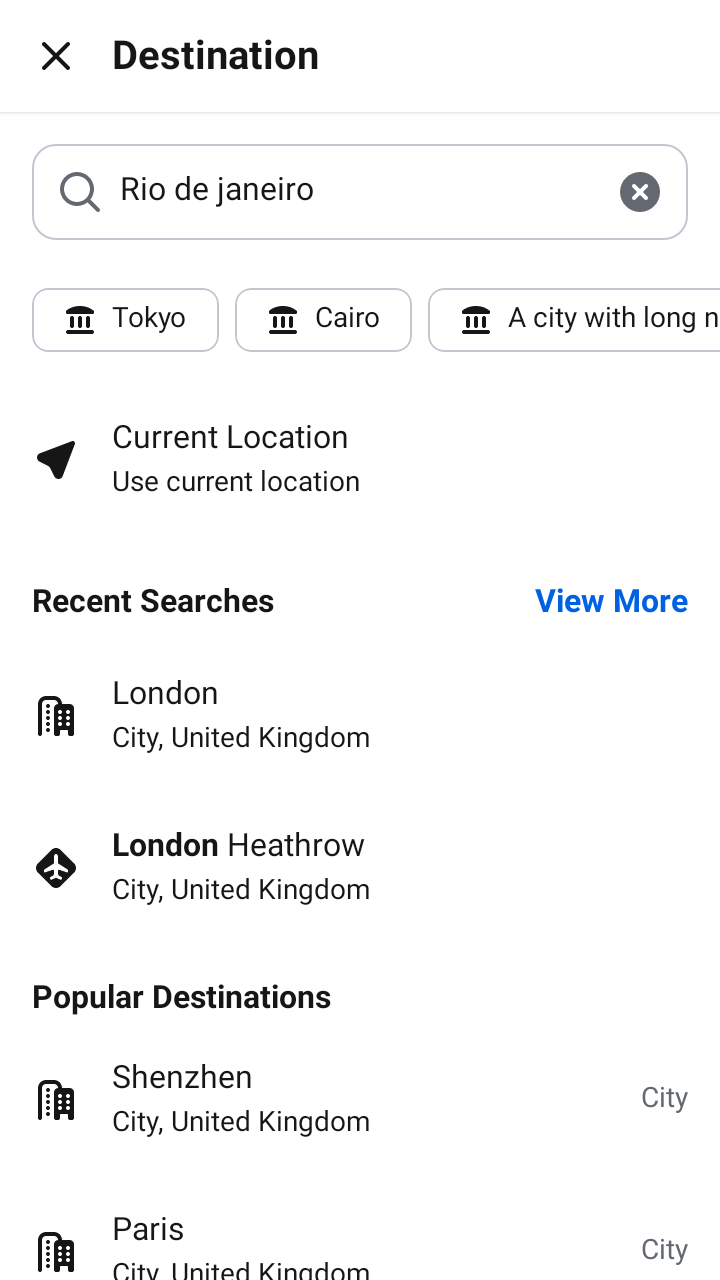 Destination
Rio de janeiro
Tokyo
Cairo
A city with long n
Current Location
Use current location
Recent Searches
View More
London
City, United Kingdom
London Heathrow
City, United Kingdom
Popular Destinations
Shenzhen
City, United Kingdom
City
Paris
City, United Kingdom
City